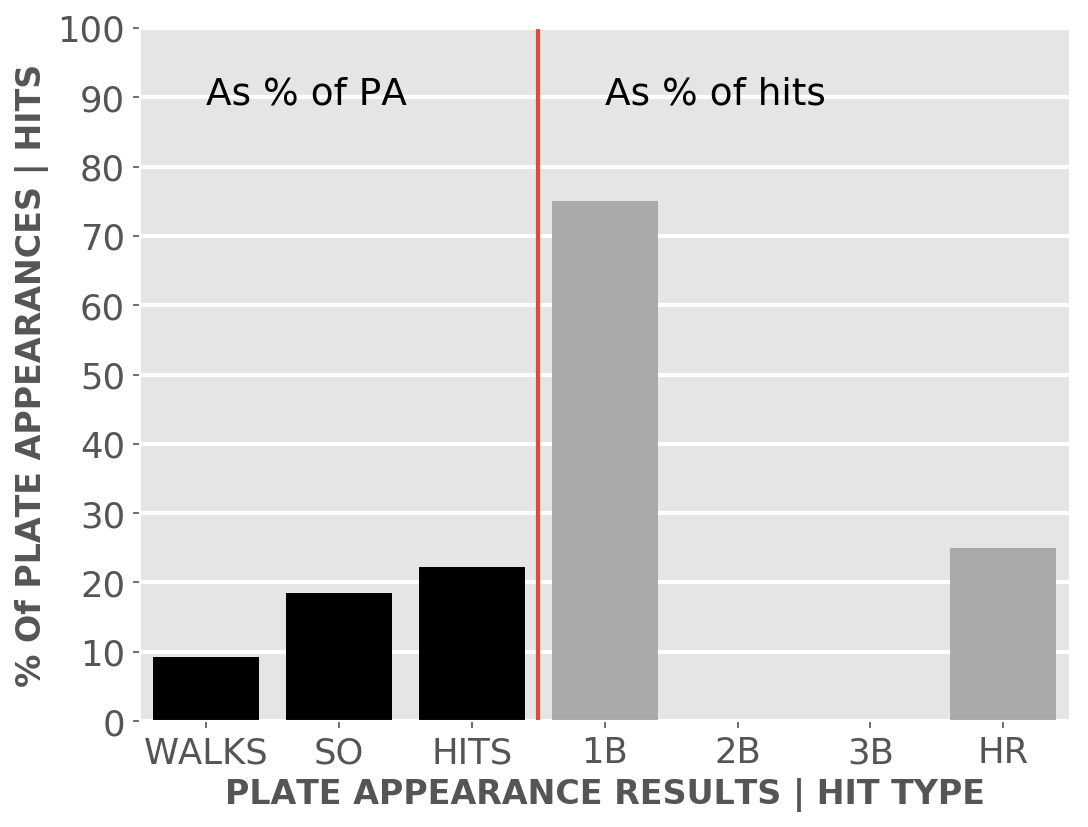 % Of PLATE APPEARANCES | HITS
100
90
80
70
60
50
40
30
20
10
0
As % of PA
As % of hits
WALKS SO HITS 1B 2B 3B HR
PLATE APPEARANCE RESULTS | HIT TYPE